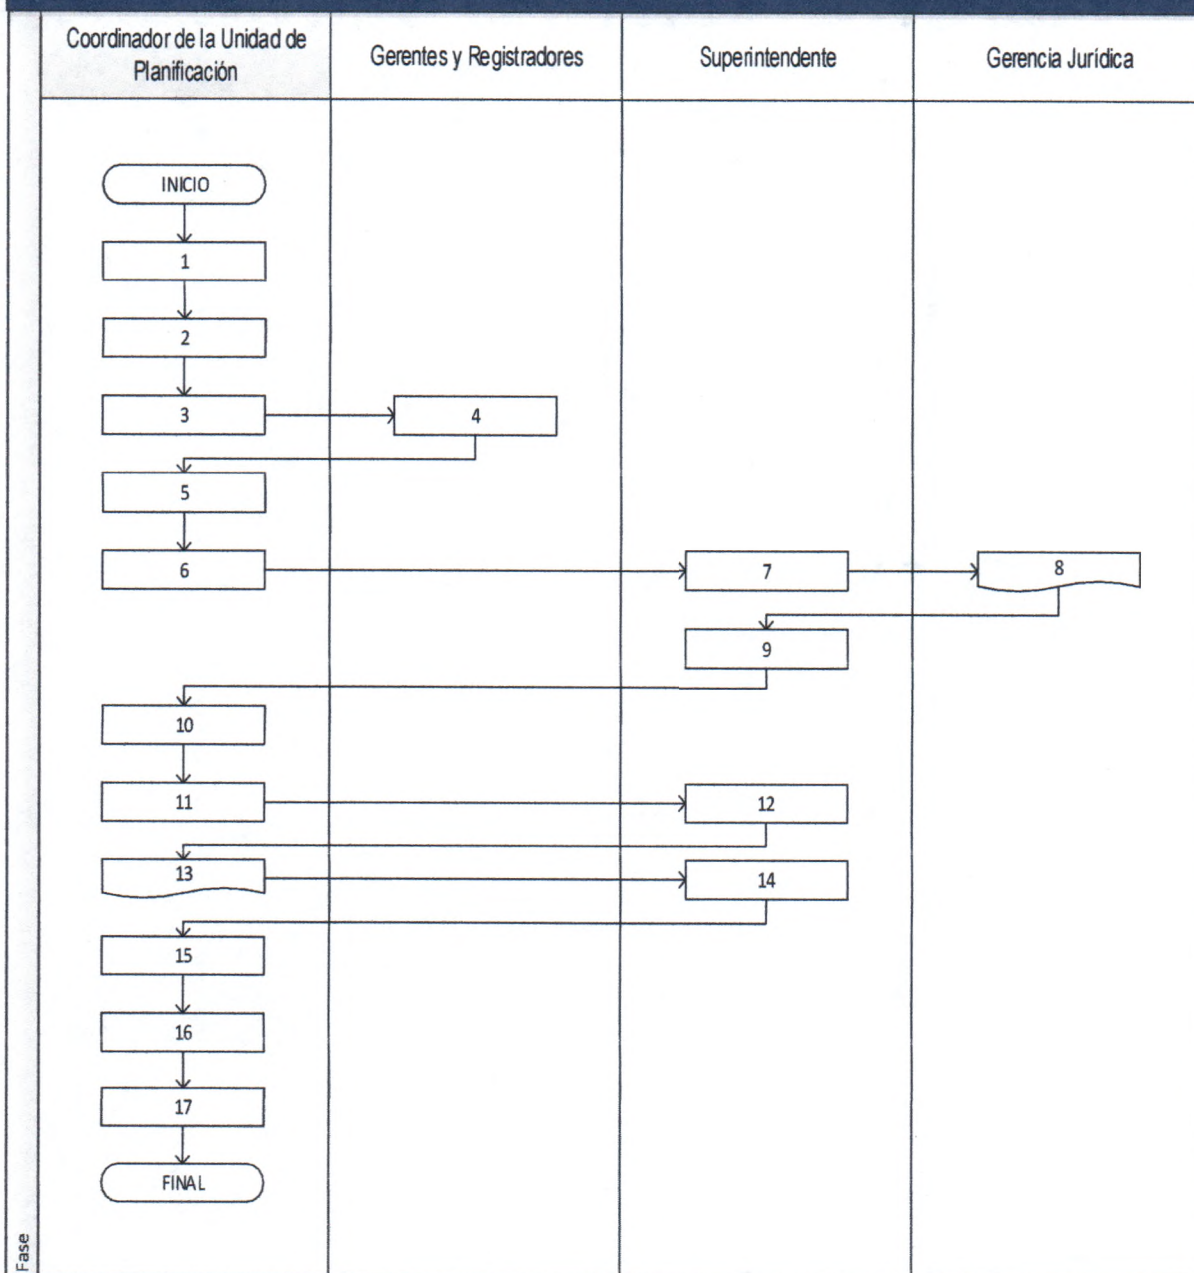 Coordinador de la Unidad de
Planificación
Gerentes y Registradores
Superintendente
Gerencia Jurídica
INICIO
1
2
3
4
5
6
7
8
9
10
11
12
13
14
15
16
17
FINAL
Fase